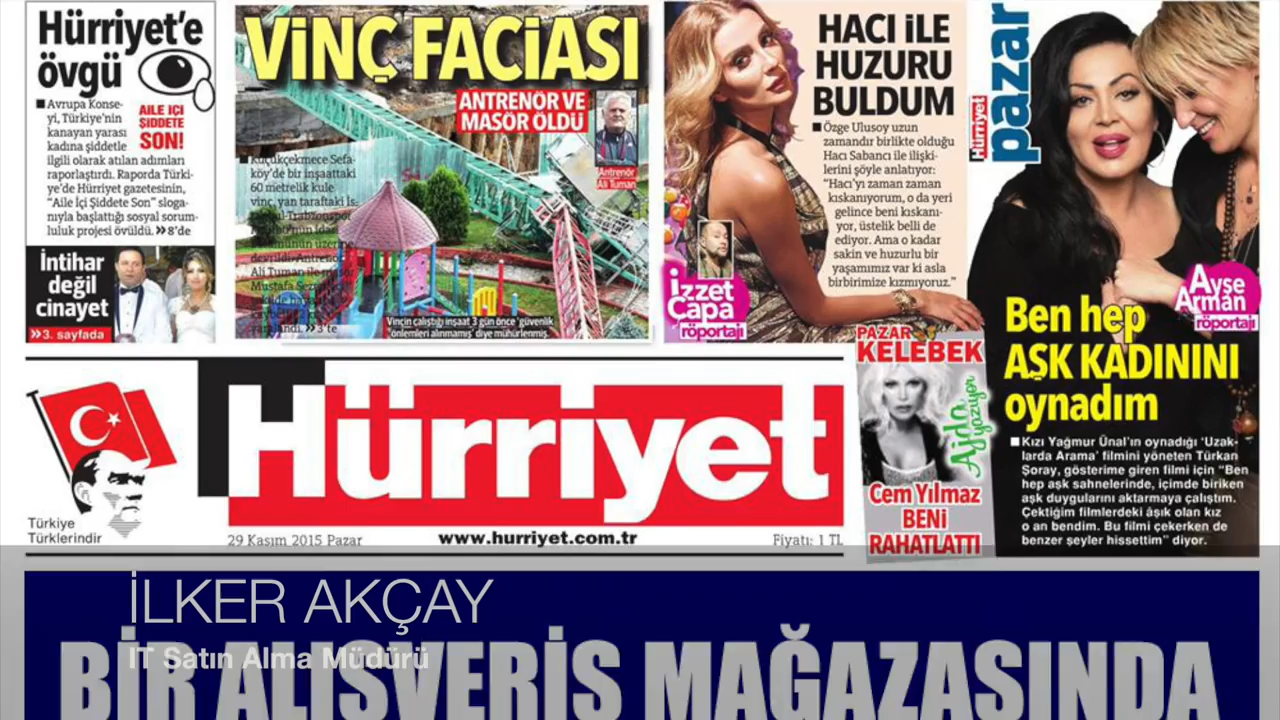 Hürriyet'e
övgü
■Avrupa Konse-
yi, Türkiye'nin
kanayan yarası
kadına şiddetle
ilgili olarak atılan adımları
raporlaştırdı. Raporda Türki-
ye'de Hürriyet gazetesinin,
"Aile İçi Şiddete Son" sloga-
nıyla başlattığı sosyal sorum-
luluk projesi övüldü. »8'de
AİLE İÇİ
ŞİDDETE
SON!
İntihar
değil
cinayet
»3. sayfada
VİNÇ FACİASI
ANTRENÖR VE
MASÖR ÖLDÜ
Antrenör
Ali Tuman
■Küçükçekmece Sefa-
köy'de bir inşaattaki
60 metrelik kule
vinç, yan taraftaki İs-
tanbul Trabzonspor
devrildi. Antrenör
Ali Tuman ile masör
Mustafa
»3'te
Vincin çalıştığı inşaat 3 gün önce 'güvenlik
önlemleri alınmamış' diye mühürlenmiş.
HACI İLE
HUZURU
BULDUM
■Özge Ulusoy uzun
zamandır birlikte olduğu
Hacı Sabancı ile ilişki-
lerini şöyle anlatıyor:
"Hacı'yı zaman zaman
kıskanıyorum, o da yeri
gelince beni kıskanı-
yor, üstelik belli de
ediyor. Ama o kadar
sakin ve huzurlu bir
yaşamımız var ki asla
birbirimize kızmıyoruz."
İzzet
Çapa
röportajı
Hürriyet
pazar
Ayşe
Arman
röportajı
Ben hep
AŞK KADININI
oynadım
■Kızı Yağmur Ünal'ın oynadığı 'Uzak-
larda Arama' filmini yöneten Türkan
Şoray, gösterime giren filmi için "Ben
hep aşk sahnelerinde, içimde biriken
aşk duygularını aktarmaya çalıştım.
Çektiğim filmlerdeki âşık olan kız
o an bendim. Bu filmi çekerken de
benzer şeyler hissettim" diyor.
PAZAR
KELEBEK
Ajda
yazıyor
Cem Yılmaz
BENİ
RAHATLATTI
Hürriyet
Türkiye
Türklerindir
29 Kasım 2015 Pazar
www.hurriyet.com.tr
Fiyatı: 1 TL
İLKER AKÇAY
IT Satın Alma Müdürü
BİR ALIŞVERİŞ MAĞAZASINDA